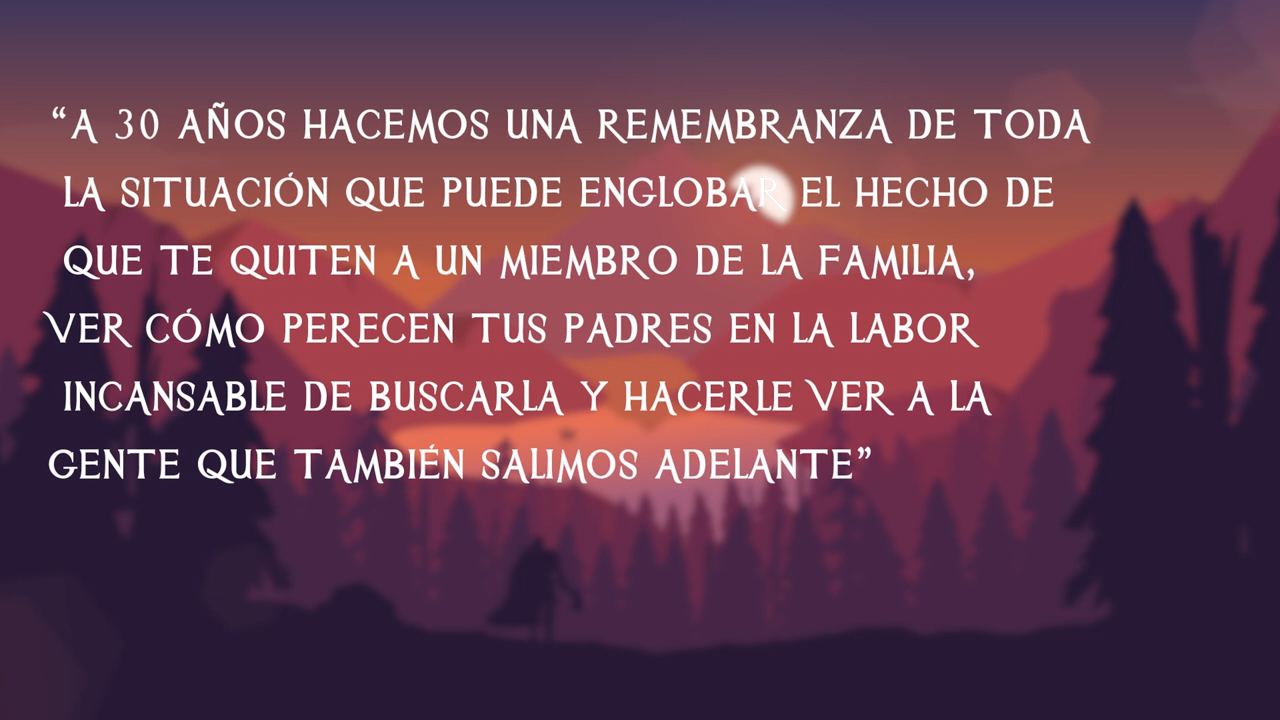 “A 30 AÑOS HACEMOS UNA REMEMBRANZA DE TODA
LA SITUACIÓN QUE PUEDE ENGLOBAR EL HECHO DE
QUE TE QUITEN A UN MIEMBRO DE LA FAMILIA,
VER CÓMO PERECEN TUS PADRES EN LA LABOR
INCANSABLE DE BUSCARLA Y HACERLE VER A LA
GENTE QUE TAMBIÉN SALIMOS ADELANTE”